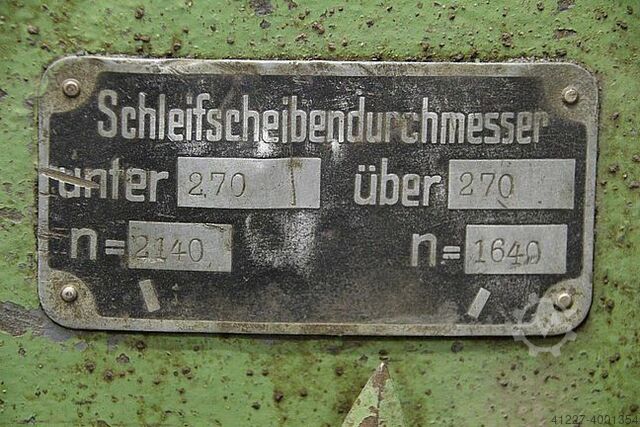 Schleifscheibendurchmesser
unter 270 über 270
n= 2140 n= 1640
41227-4001354